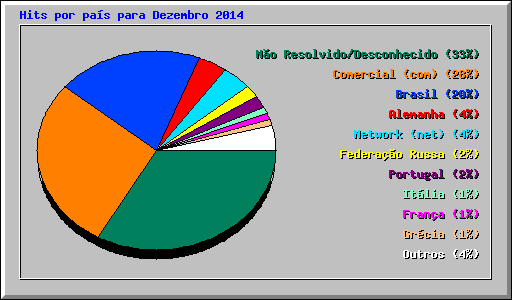 Hits por país para Dezembro 2014
Não Resolvido/Desconhecido (33%)
Comercial (com) (28%)
Brasil (20%)
Alemanha (4%)
Network (net) (4%)
Federação Russa (2%)
Portugal (2%)
Itália (1%)
França (1%)
Grécia (1%)
Outros (4%)